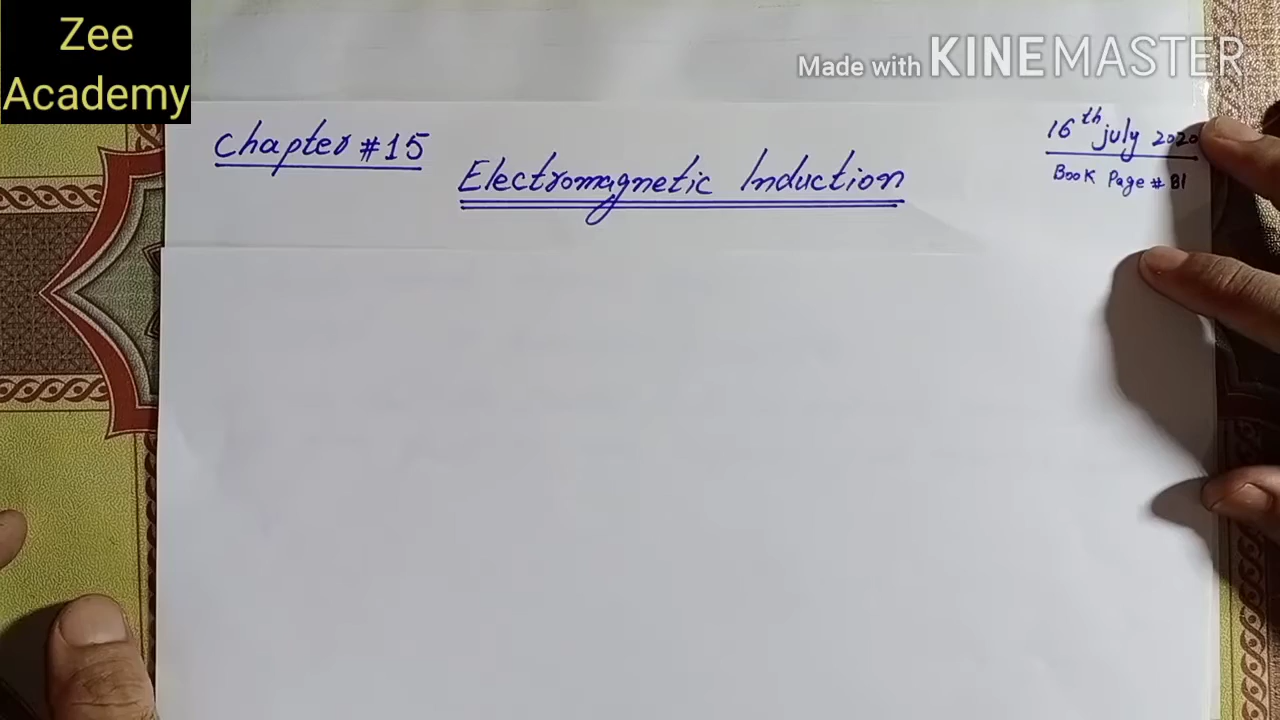 Zee
Academy
Made with KINEMASTER
Chapter #15
Electromagnetic Induction
16th july 2020
Book Page # 81